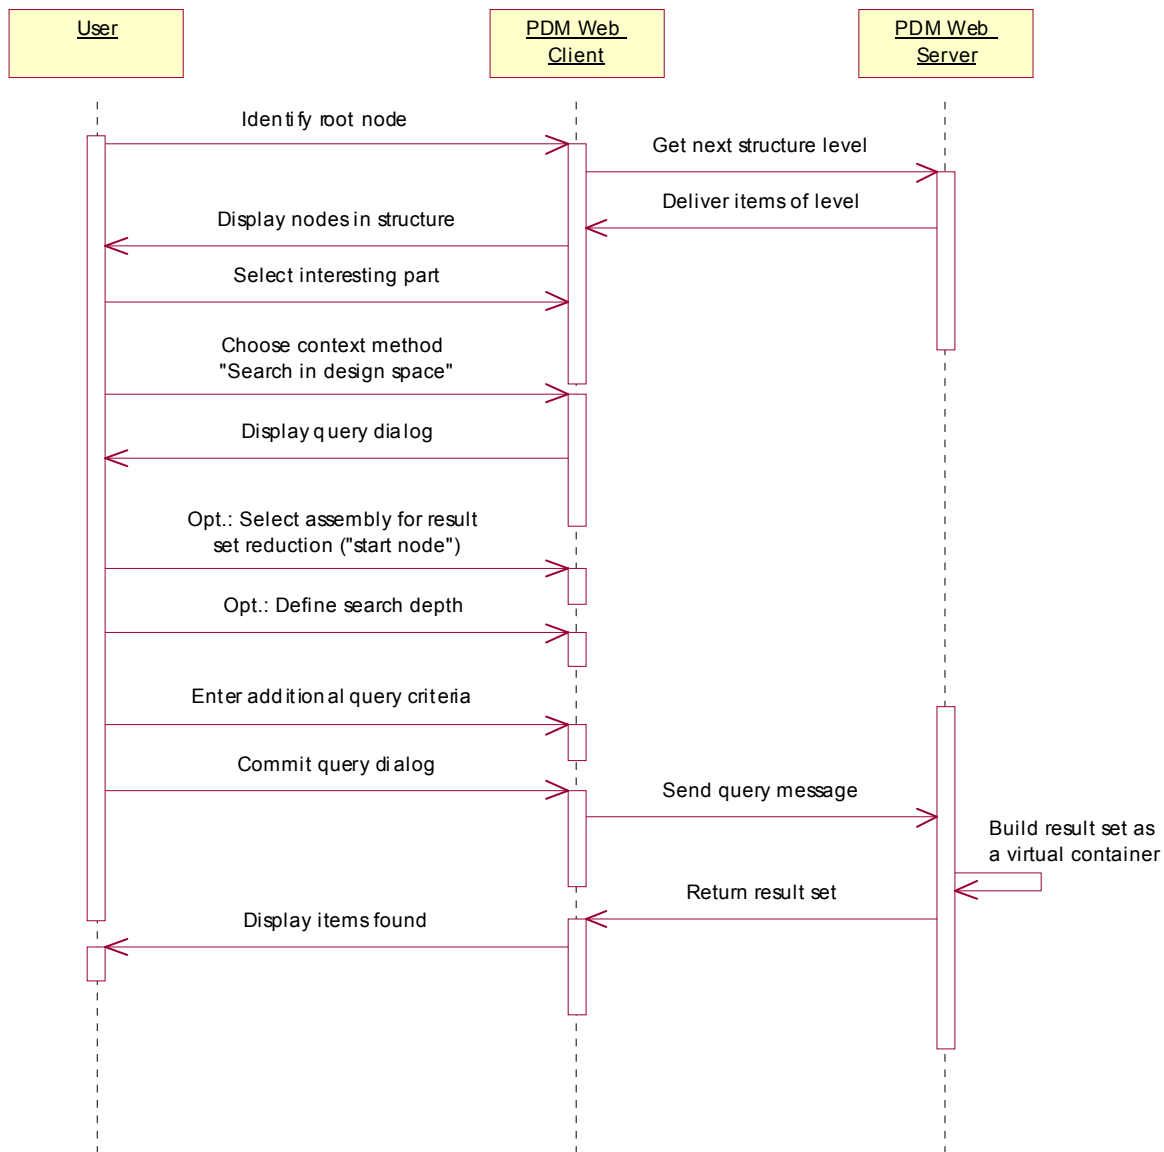 User
PDM Web
Client
PDM Web
Server
Identify root node
Get next structure level
Deliver items of level
Display nodes in structure
Select interesting part
Choose context method
"Search in design space"
Display query dialog
Opt.: Select assembly for result
set reduction ("start node")
Opt.: Define search depth
Enter additional query criteria
Commit query dialog
Send query message
Build result set as
a virtual container
Return result set
Display items found